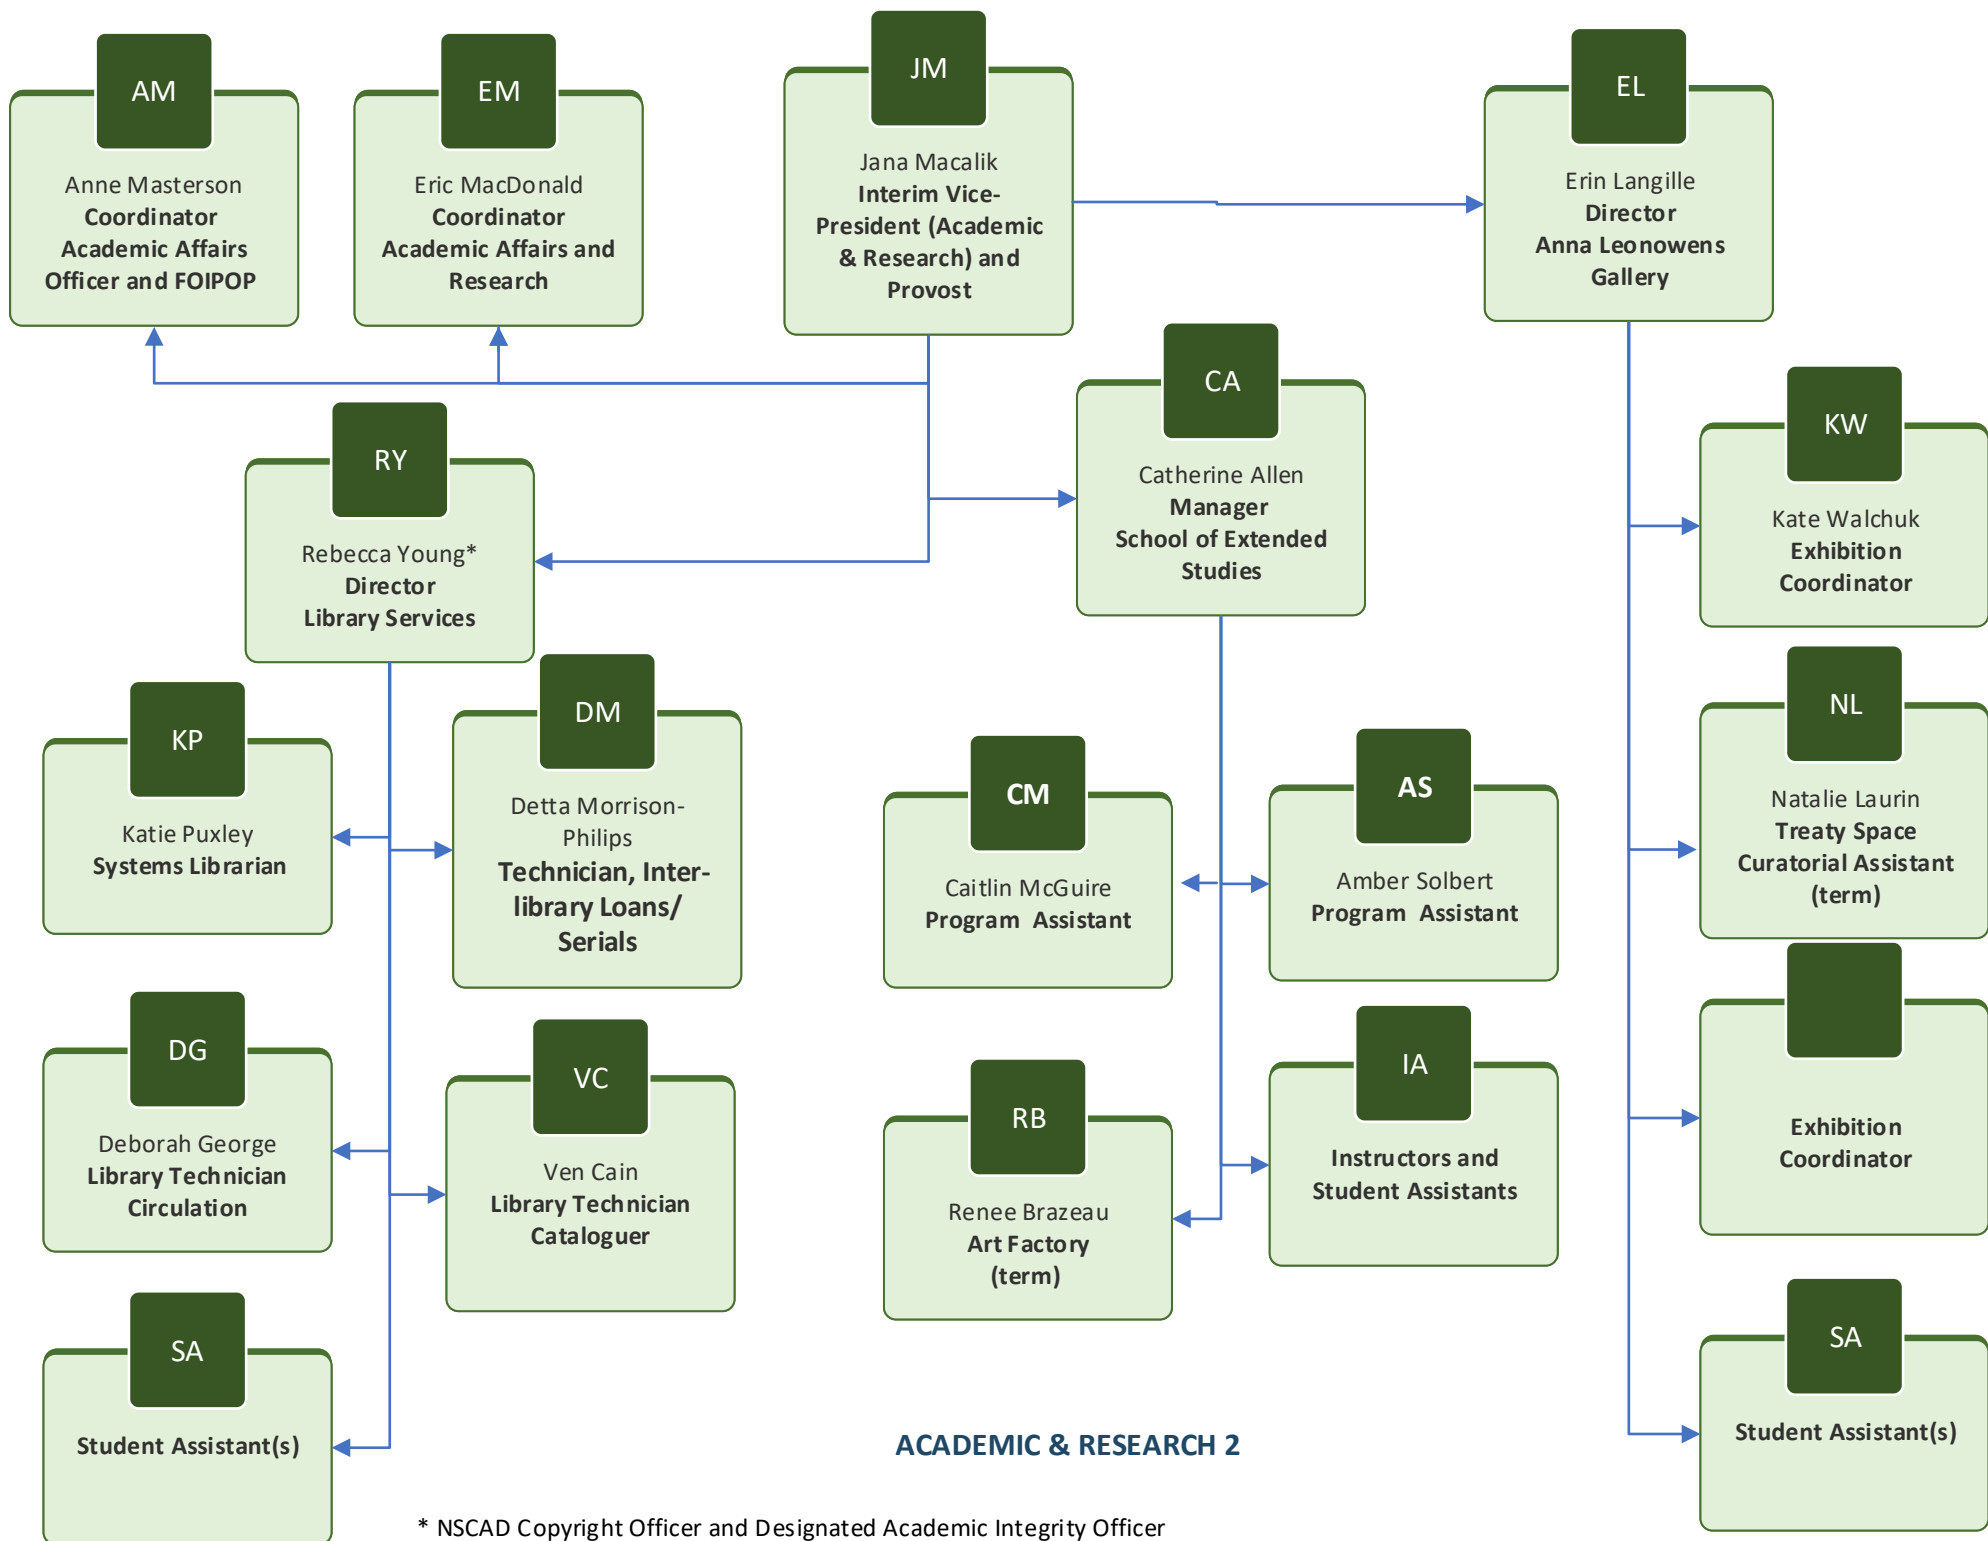 AM
Anne Masterson
Coordinator
Academic Affairs
Officer and FOIPOP
EM
Eric MacDonald
Coordinator
Academic Affairs and
Research
JM
Jana Macalik
Interim Vice-
President (Academic
& Research) and
Provost
EL
Erin Langille
Director
Anna Leonowens
Gallery
RY
Rebecca Young*
Director
Library Services
CA
Catherine Allen
Manager
School of Extended
Studies
KW
Kate Walchuk
Exhibition
Coordinator
KP
Katie Puxley
Systems Librarian
DM
Detta Morrison-
Philips
Technician, Inter-
library Loans/
Serials
CM
Caitlin McGuire
Program Assistant
AS
Amber Solbert
Program Assistant
NL
Natalie Laurin
Treaty Space
Curatorial Assistant
(term)
DG
Deborah George
Library Technician
Circulation
VC
Ven Cain
Library Technician
Cataloguer
RB
Renee Brazeau
Art Factory
(term)
IA
Instructors and
Student Assistants
Exhibition
Coordinator
SA
Student Assistant(s)
SA
Student Assistant(s)
ACADEMIC & RESEARCH 2
* NSCAD Copyright Officer and Designated Academic Integrity Officer